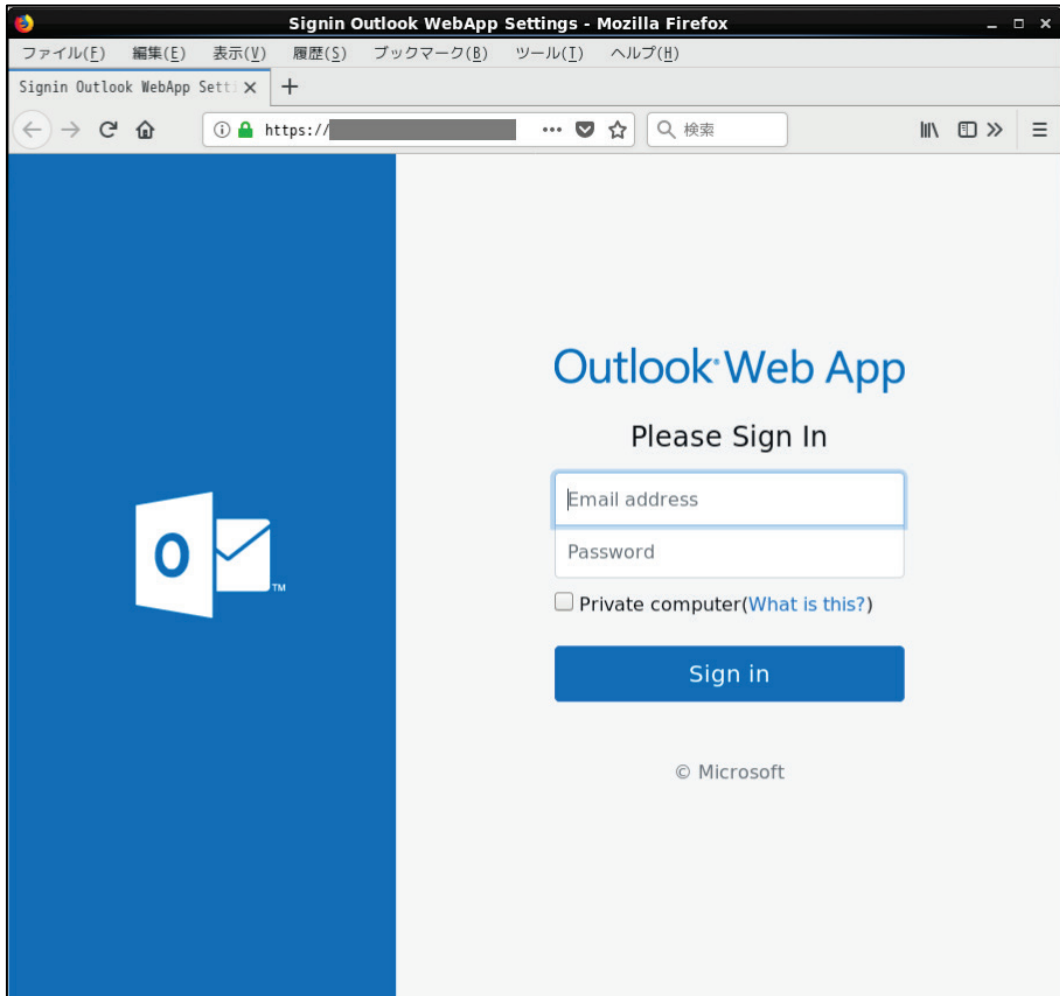 Signin Outlook WebApp Settings - Mozilla Firefox
ファイル(F) 編集(E) 表示(V) 履歴(S) ブックマーク(B) ツール(T) ヘルプ(H)
Signin Outlook WebApp Setti
https://
検索
Outlook Web App
Please Sign In
Email address
O
Password
TM
Private computer(What is this?)
Sign in
© Microsoft